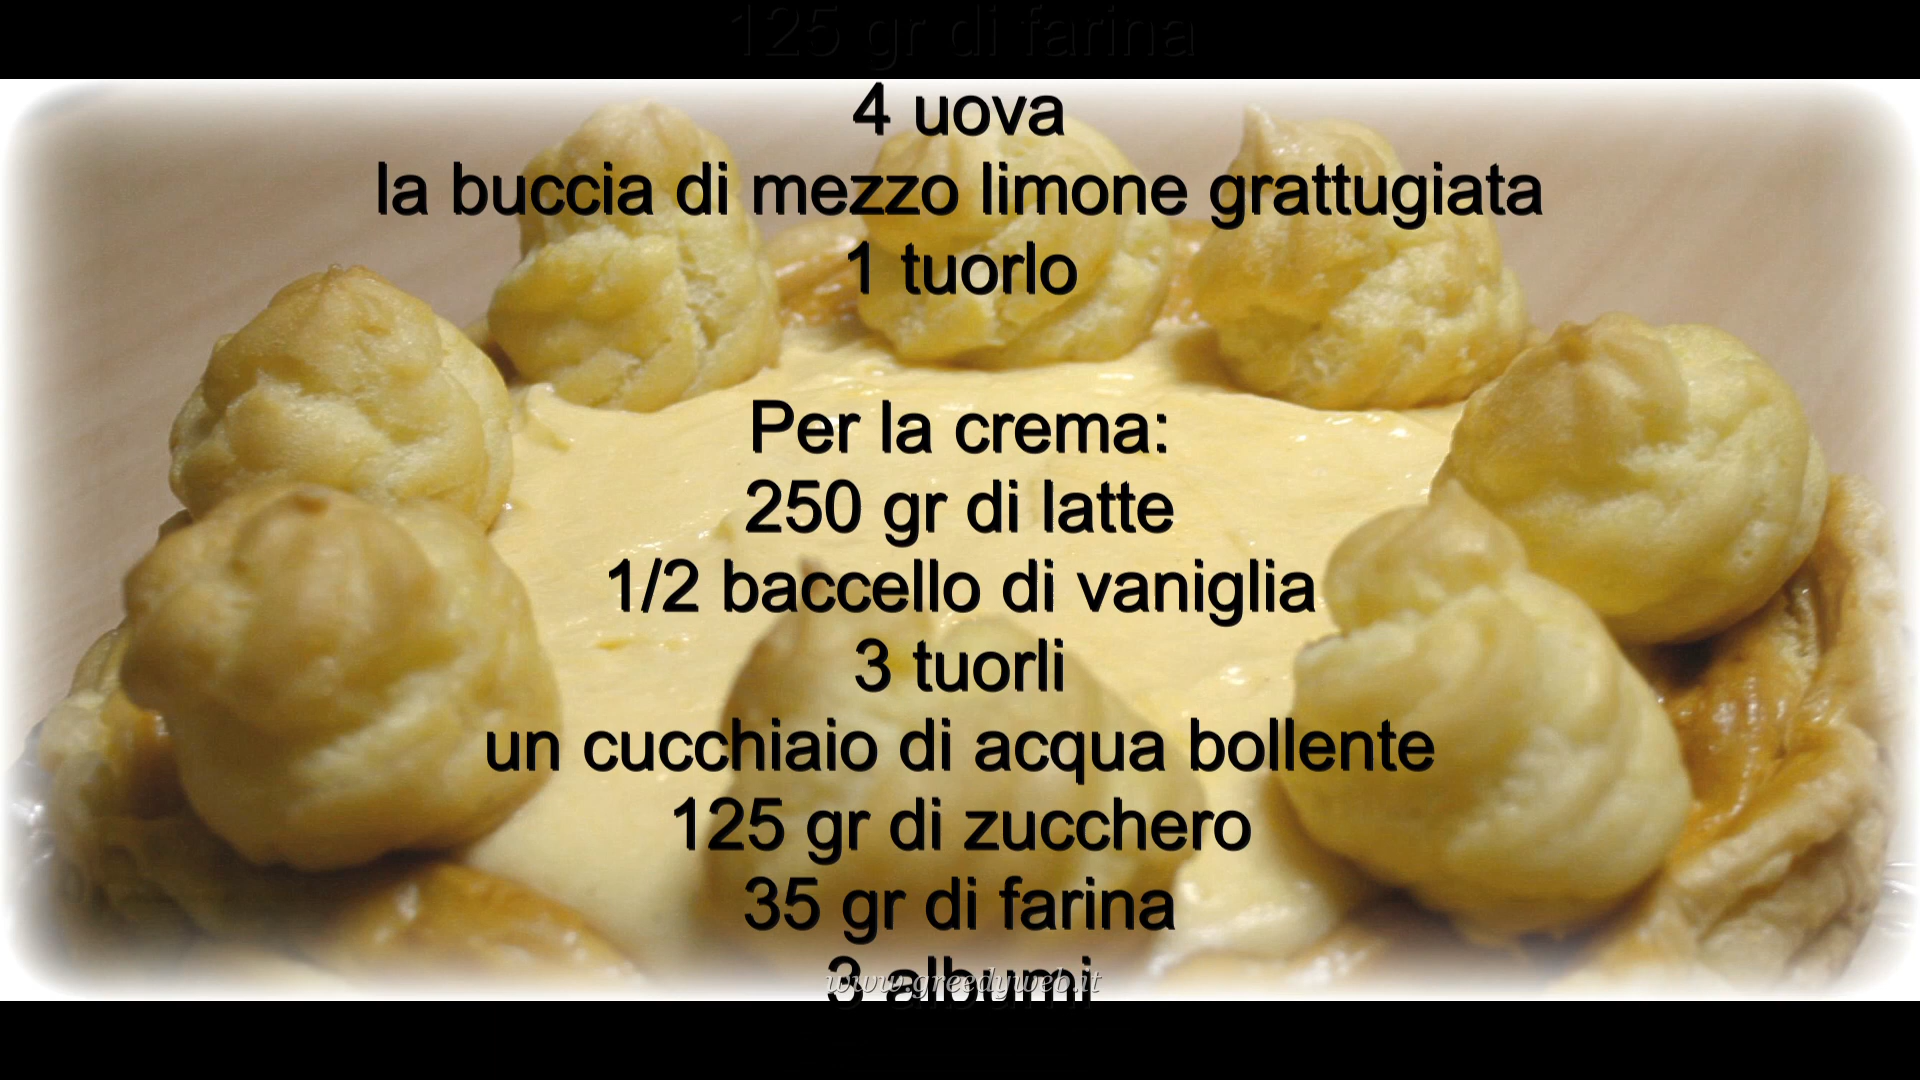 125 gr di farina
4 uova
la buccia di mezzo limone grattugiata
1 tuorlo
Per la crema:
250 gr di latte
1/2 baccello di vaniglia
3 tuorli
un cucchiaio di acqua bollente
125 gr di zucchero
35 gr di farina
3 albumi
www.greedyweb.it